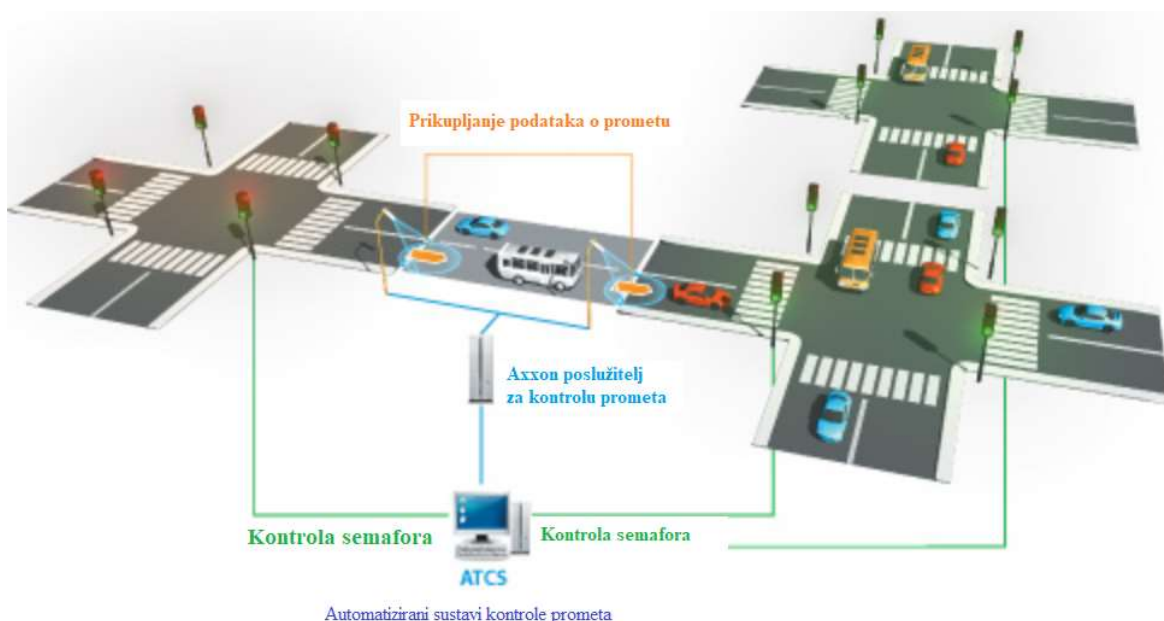 Prikupljanje podataka o prometu
Axxon poslužitelj
za kontrolu prometa
Kontrola semafora
Kontrola semafora
ATCS
Automatizirani sustavi kontrole prometa